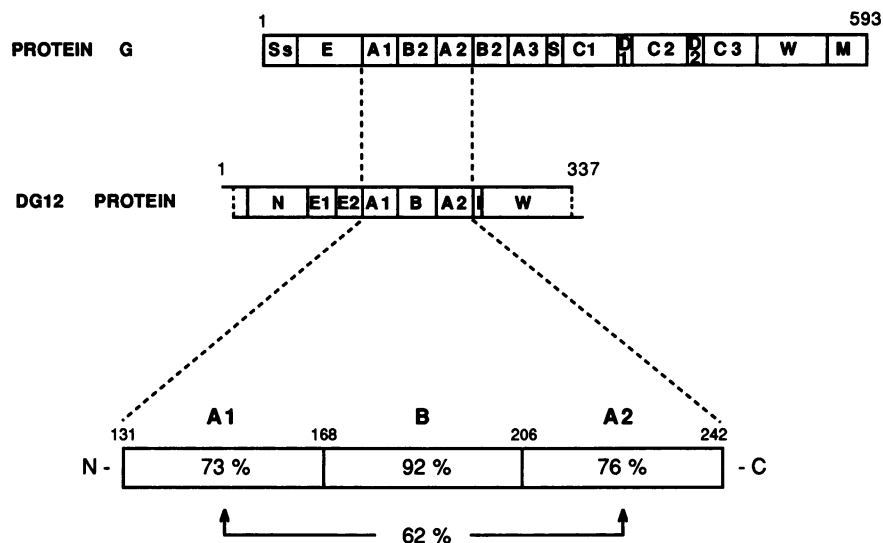 1 593
PROTEIN G Ss E A1 B2 A2 B2 A3 S C1 D1 C2 D2 C3 W M
1 337
DG12 PROTEIN N E1 E2 A1 B A2 I W
A1 B A2
131 168 206 242
N - 73 % 92 % 76 % - C
62 %